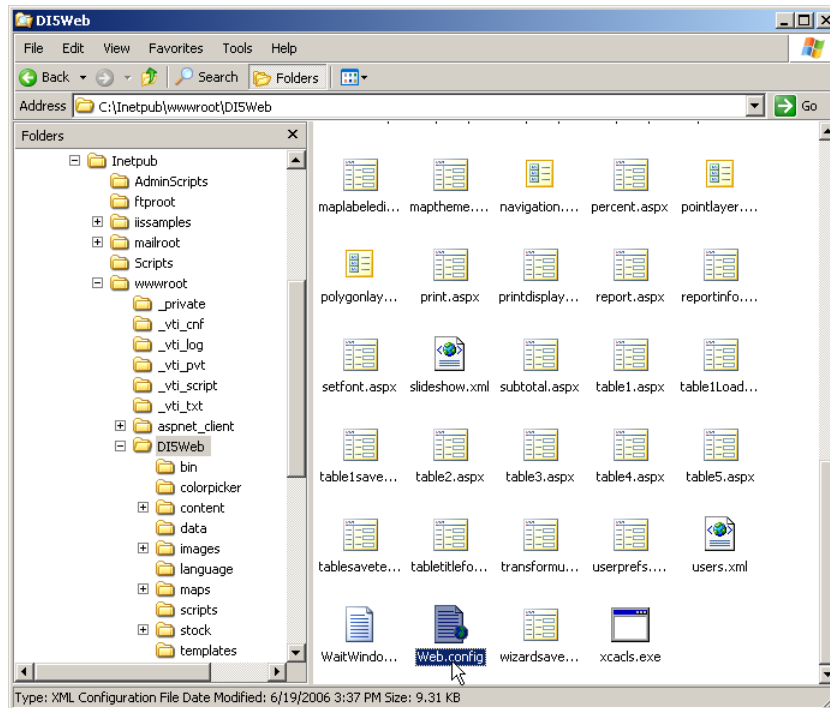 DI5Web
File Edit View Favorites Tools Help
Back Search Folders
Address C:\Inetpub\wwwroot\DI5Web Go
Folders
Inetpub
AdminScripts
ftproot
iissamples
mailroot
Scripts
wwwroot
_private
_vti_cnf
_vti_log
_vti_pvt
_vti_script
_vti_txt
aspnet_client
DI5Web
bin
colorpicker
content
data
images
language
maps
scripts
stock
templates
maplabeledi... maptheme.... navigation.... percent.aspx pointlayer....
polygonlay... print.aspx printdisplay... report.aspx reportinfo....
setfont.aspx slideshow.xml subtotal.aspx table1.aspx table1Load...
table1save... table2.aspx table3.aspx table4.aspx table5.aspx
tablesavete... tabletitlefo... transformu... userprefs.... users.xml
WaitWindo... Web.config wizardsave... xcacls.exe
Type: XML Configuration File Date Modified: 6/19/2006 3:37 PM Size: 9.31 KB